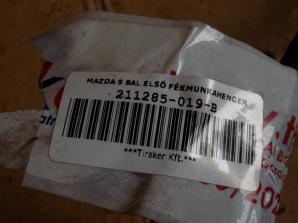 MAZDA 5 BAL.ELSŐ FÉKMUNKAHENGER
211285-019-B
***Tiraker Kft.***